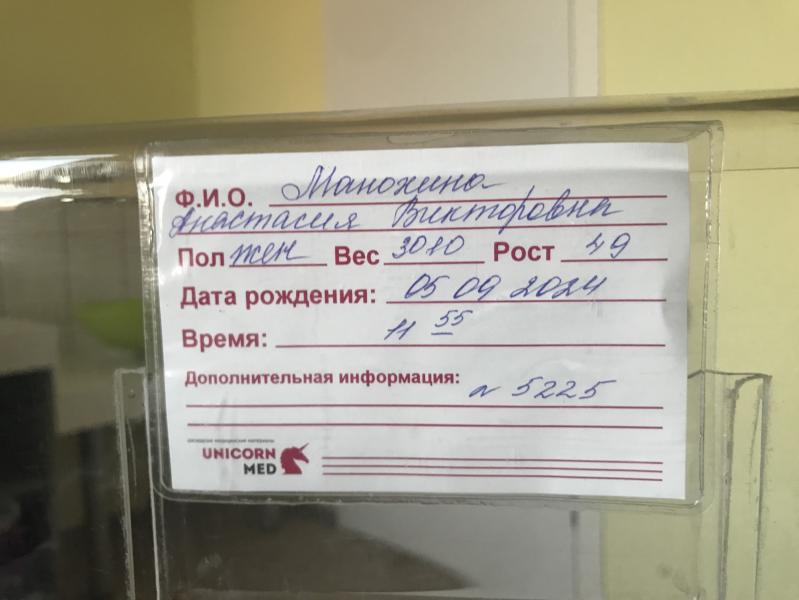 Ф.И.О. Манохина
Анастасия Викторовна
Пол жен Вес 3010 Рост 49
Дата рождения: 05 09 2024
Время: 11 55
Дополнительная информация:
№ 5225
UNICORN
MED